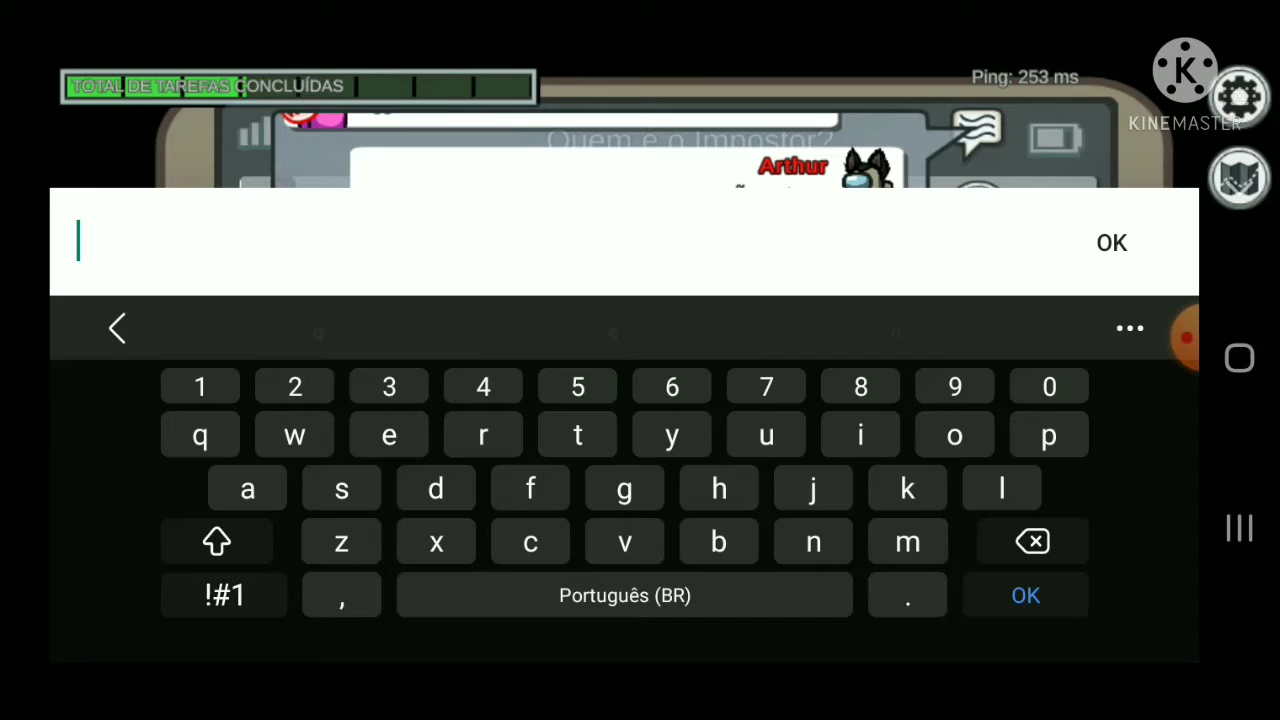 TOTAL DE TAREFAS CONCLUÍDAS
Ping: 253 ms
K
KINEMASTER
Quem é o Impostor?
Arthur
OK
q e a
1 2 3 4 5 6 7 8 9 0
q w e r t y u i o p
a s d f g h j k l
z x c v b n m
!#1 , Português (BR) . OK